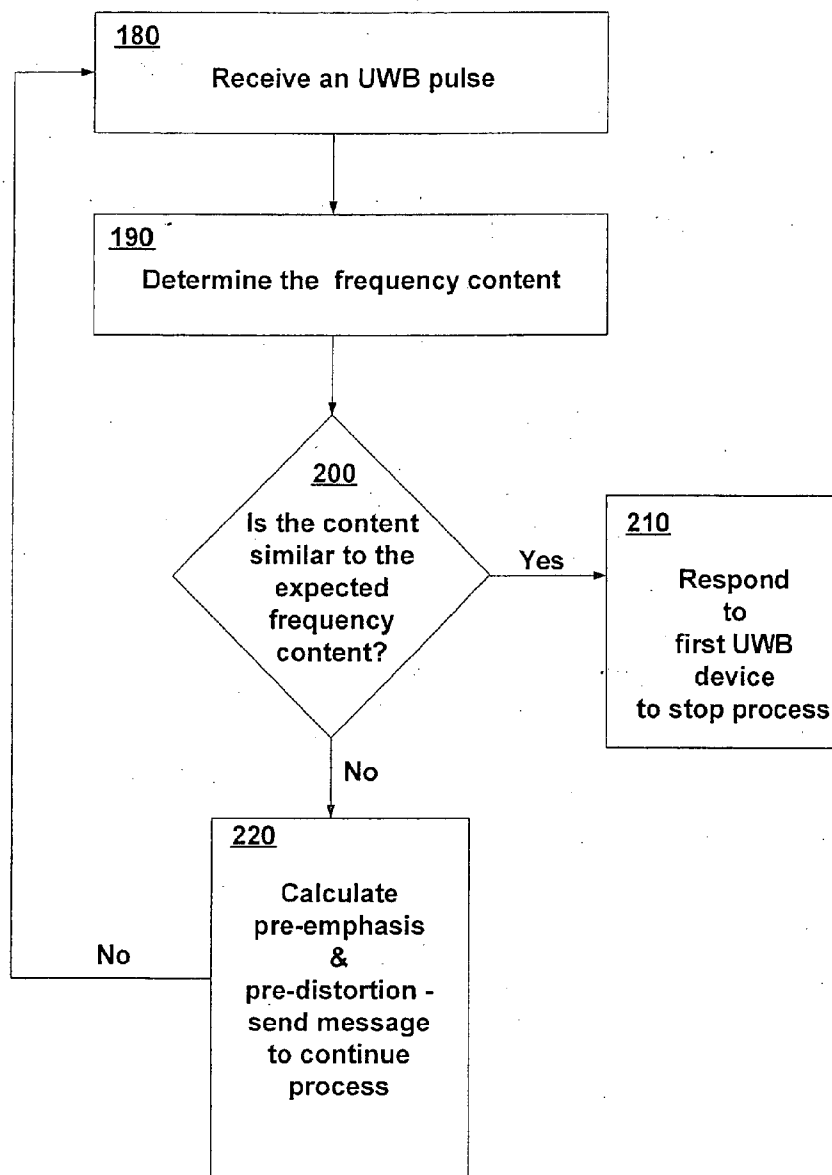 180
Receive an UWB pulse
190
Determine the frequency content
200
Is the content
similar to the
expected
frequency
content?
Yes
210
Respond
to
first UWB
device
to stop process
No
220
Calculate
pre-emphasis
&
pre-distortion -
send message
to continue
process
No